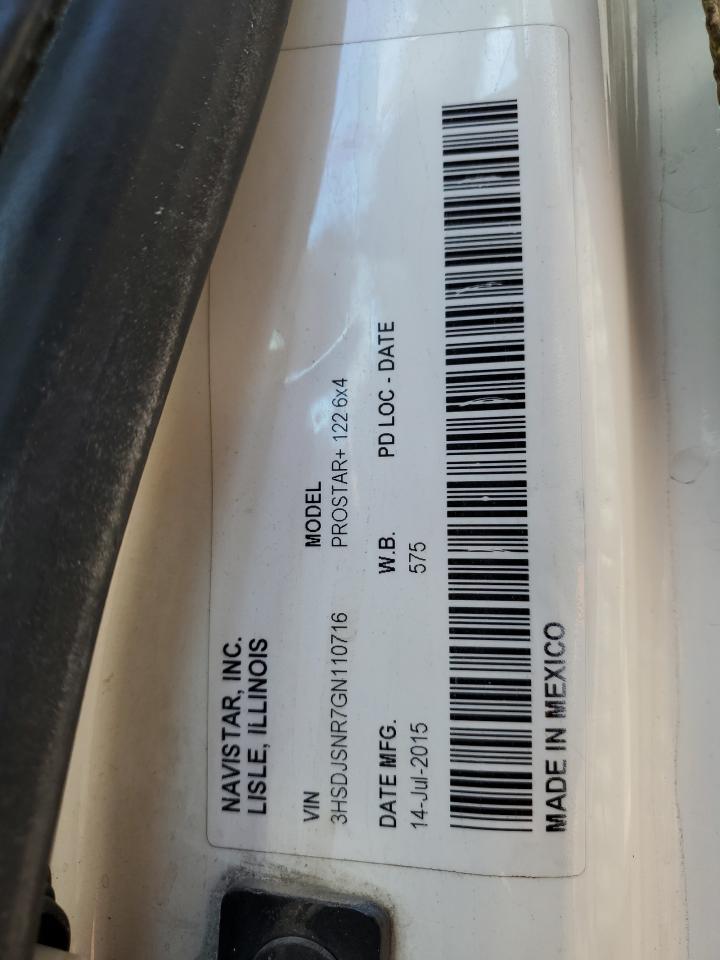 NAVISTAR, INC.
LISLE, ILLINOIS
VIN MODEL
3HSDJSNR7GN110716 PROSTAR+ 122 6x4
DATE MFG. W.B. PD LOC - DATE
14-Jul-2015 575
MADE IN MEXICO